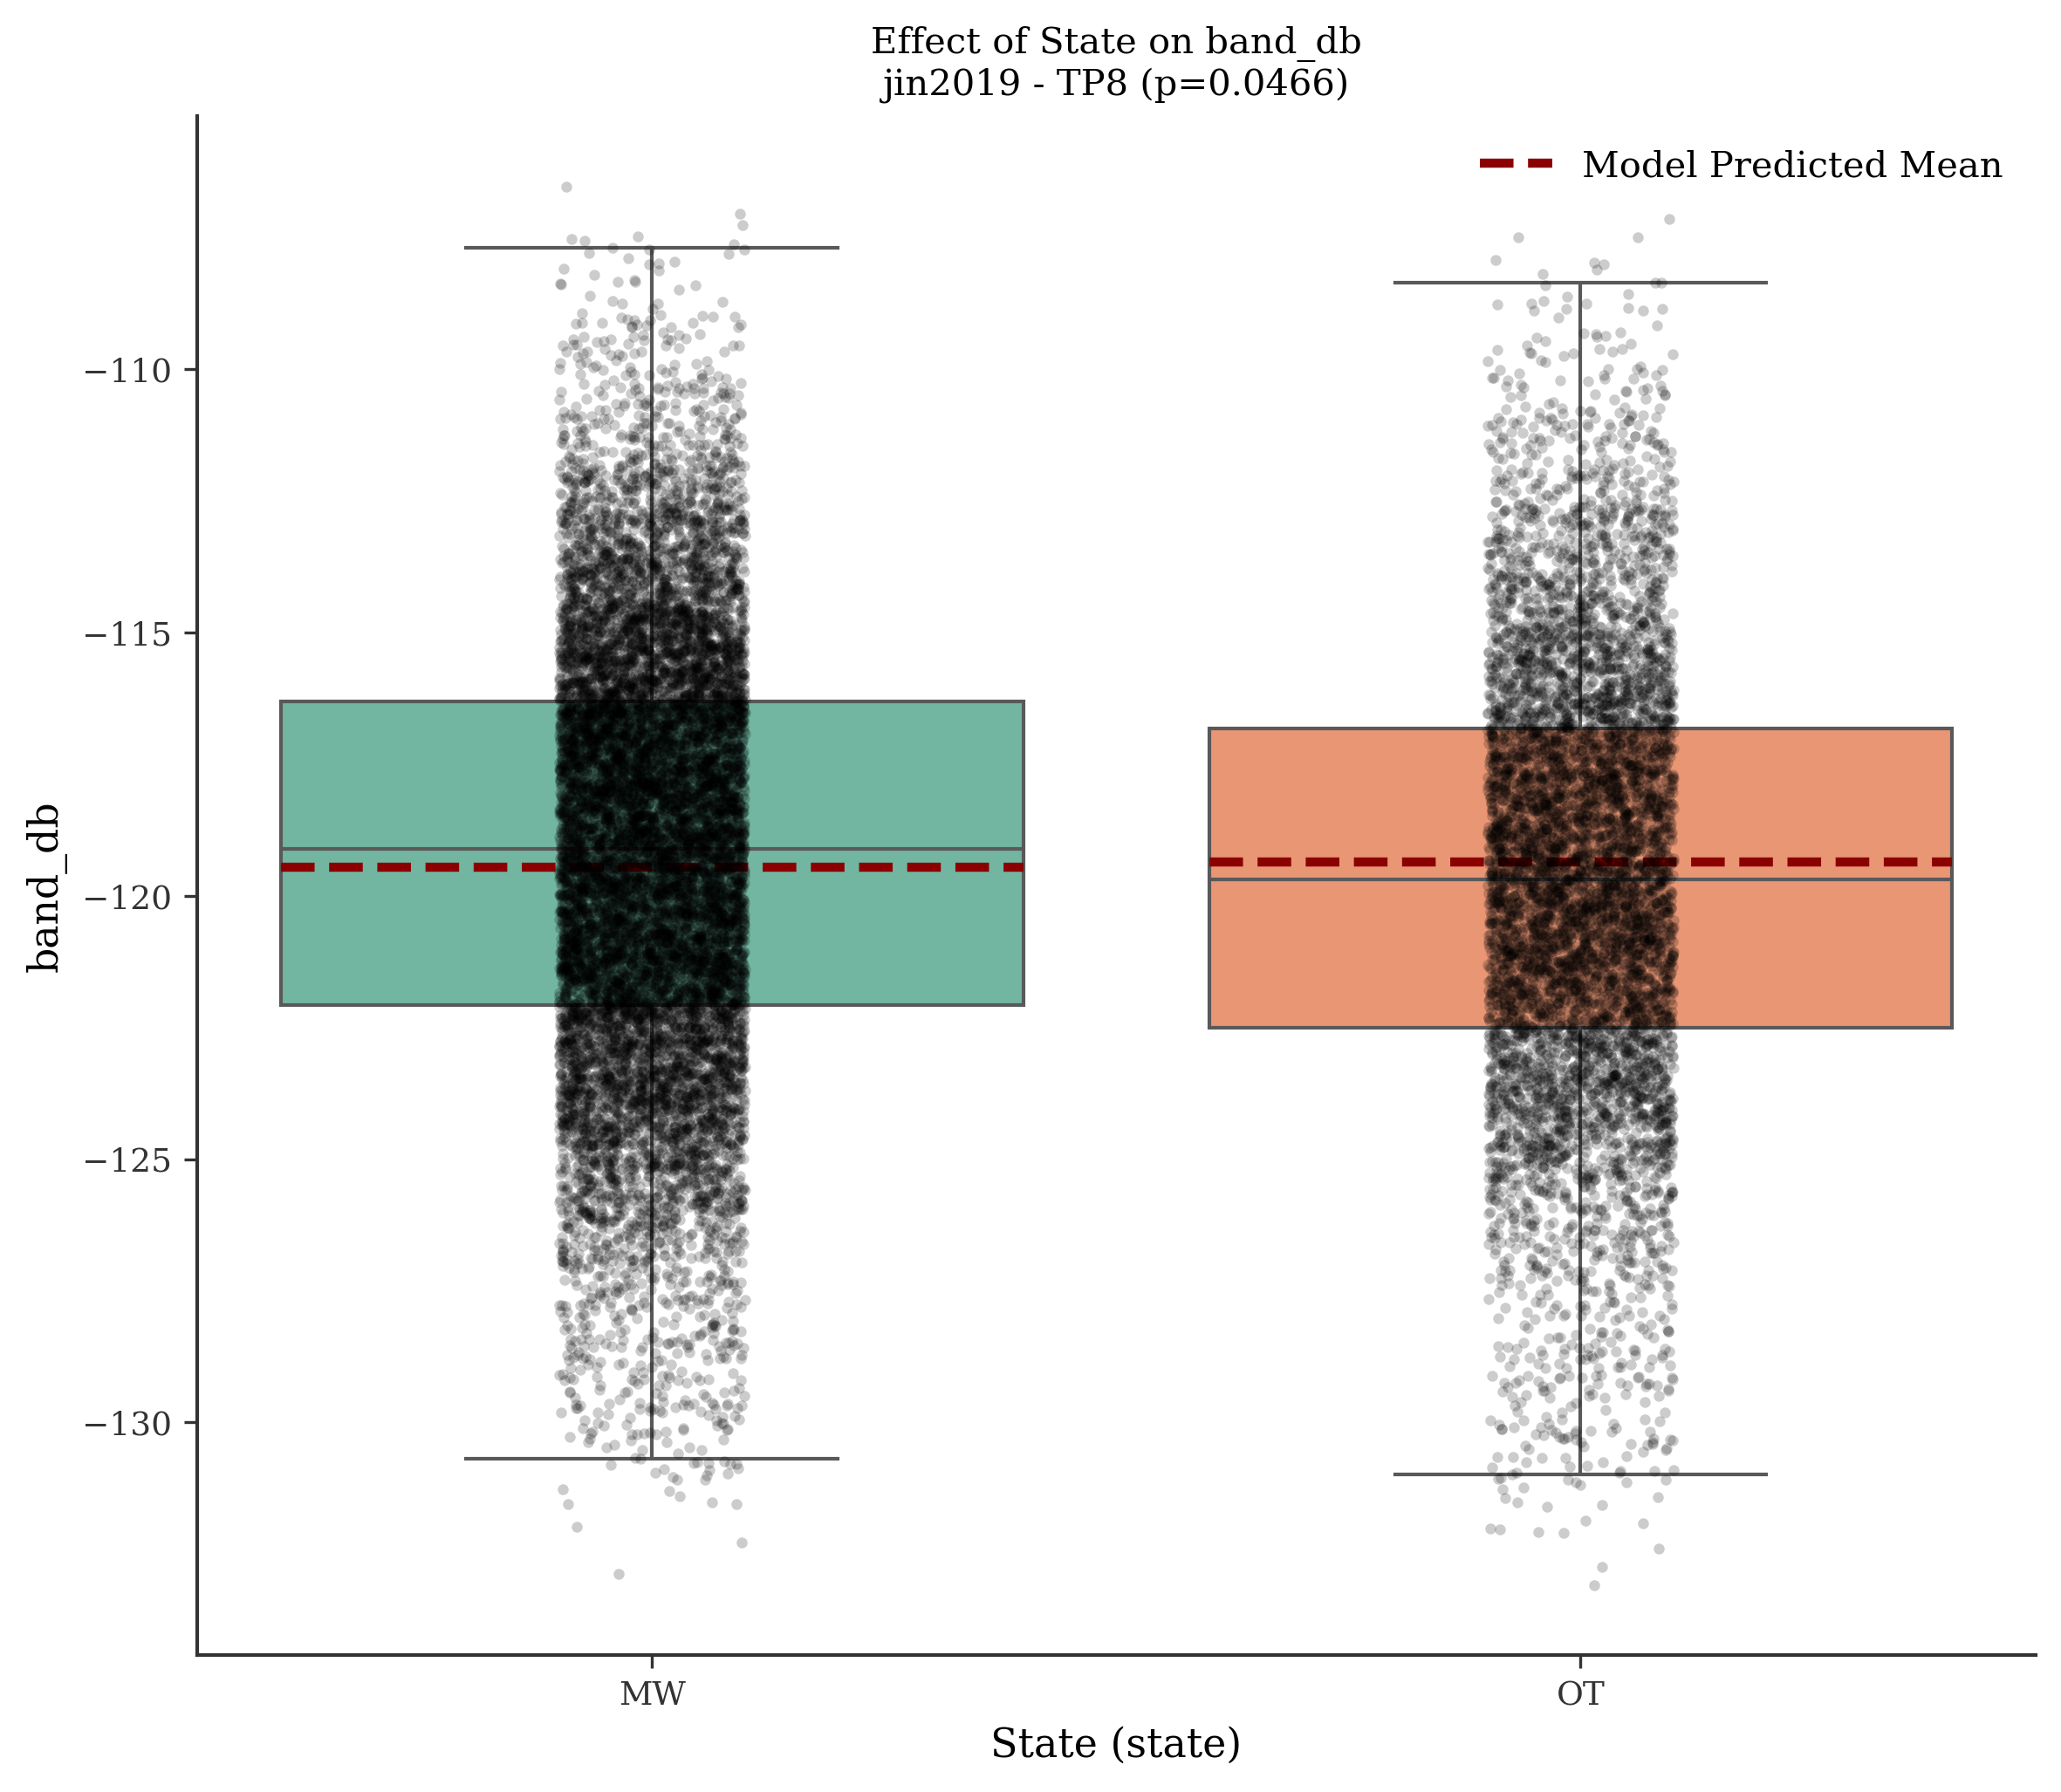 Effect of State on band_db
jin2019 - TP8 (p=0.0466)
Model Predicted Mean
−110
−115
−120
−125
−130
band_db
MW
OT
State (state)